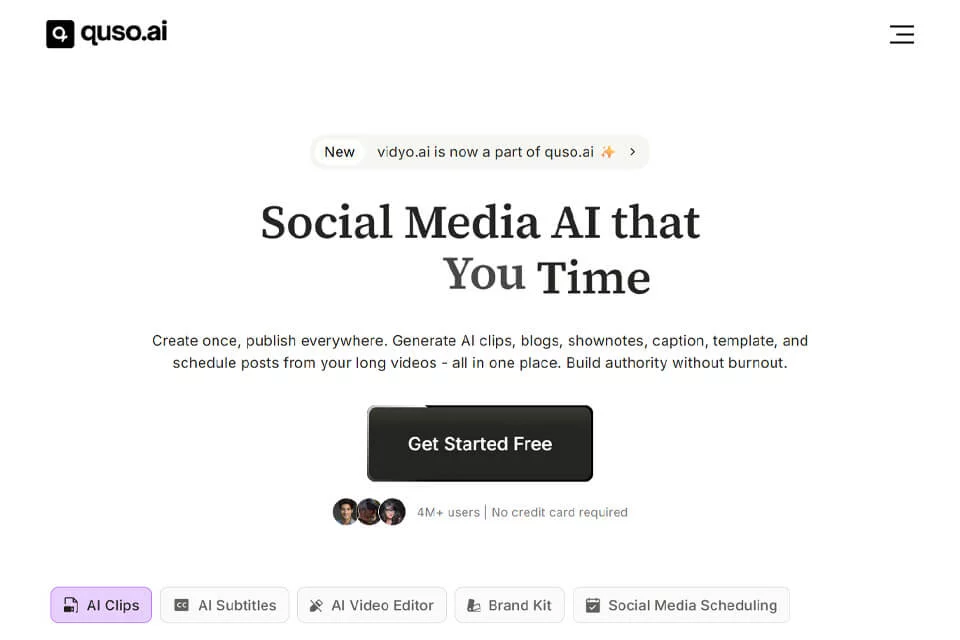 quso.ai
New vidyo.ai is now a part of quso.ai ✨ >
Social Media AI that
You Time
Create once, publish everywhere. Generate AI clips, blogs, shownotes, caption, template, and
schedule posts from your long videos - all in one place. Build authority without burnout.
Get Started Free
4M+ users | No credit card required
AI Clips CC AI Subtitles AI Video Editor Brand Kit Social Media Scheduling